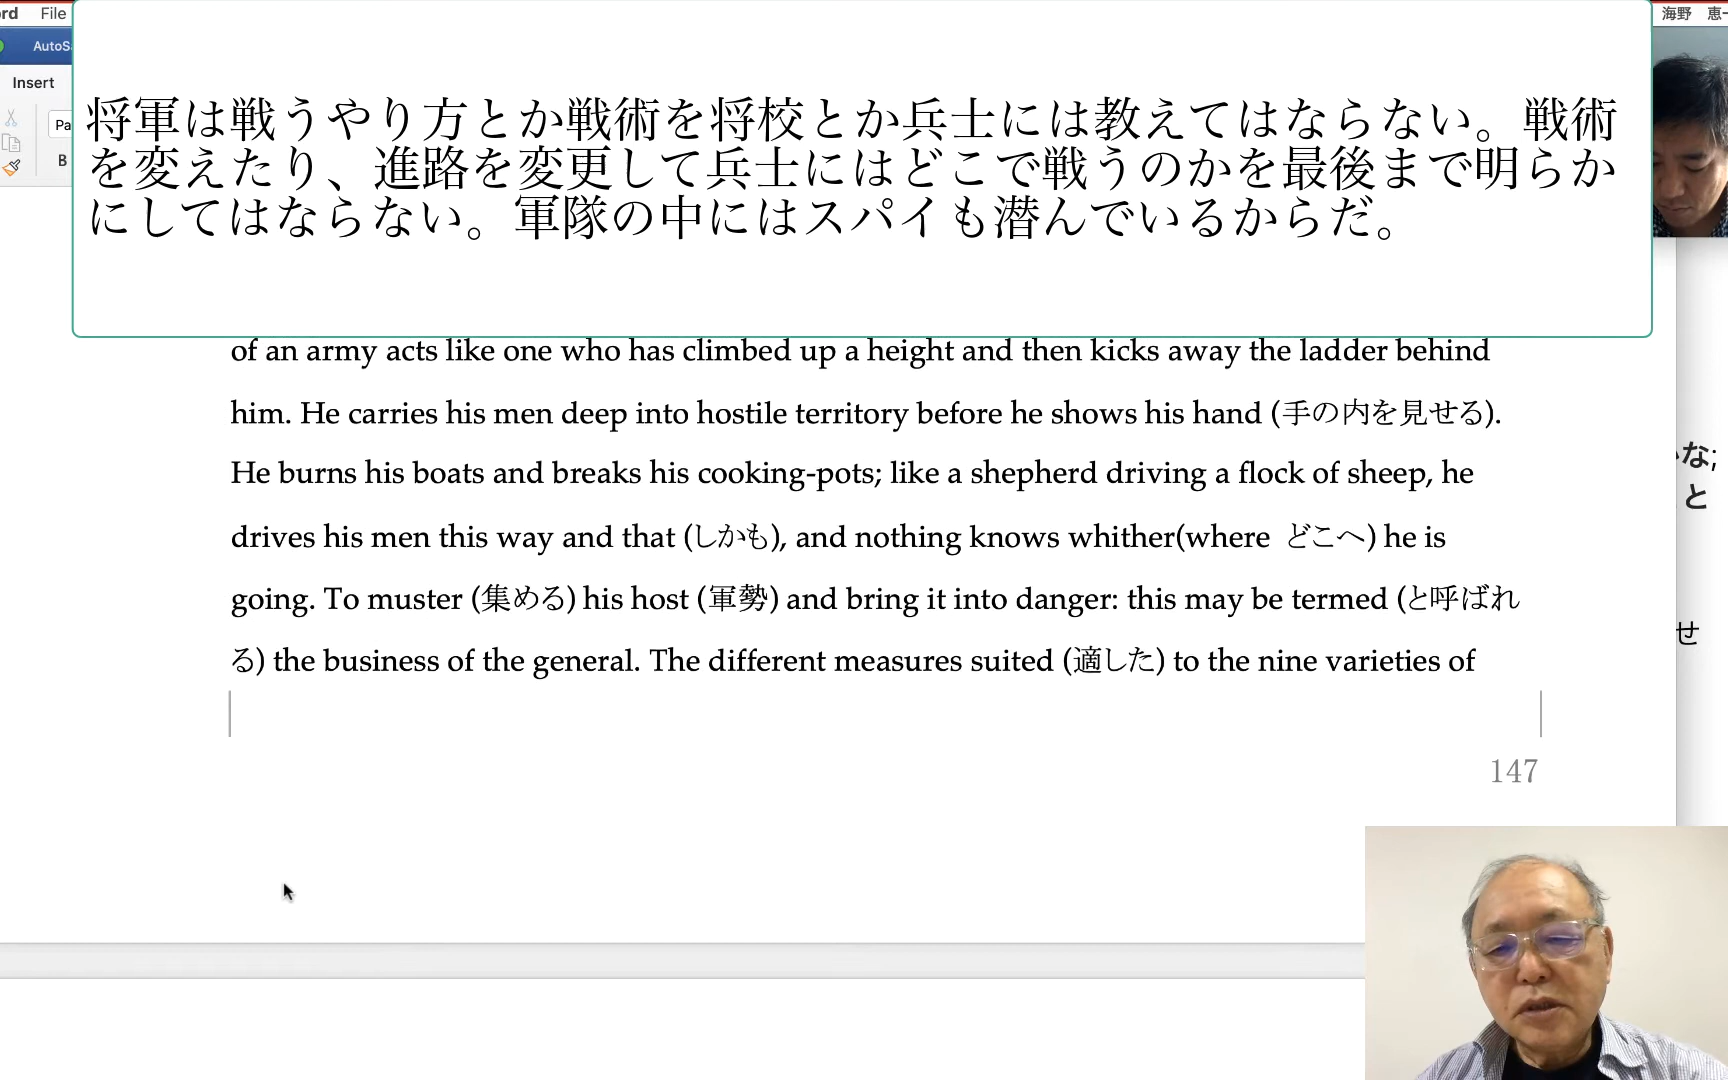 ord File
海野 恵一
AutoSa
Insert
Pa
B
将軍は戦うやり方とか戦術を将校とか兵士には教えてはならない。戦術
を変えたり、進路を変更して兵士にはどこで戦うのかを最後まで明らか
にしてはならない。軍隊の中にはスパイも潜んでいるからだ。
of an army acts like one who has climbed up a height and then kicks away the ladder behind
him. He carries his men deep into hostile territory before he shows his hand (手の内を見せる).
He burns his boats and breaks his cooking-pots; like a shepherd driving a flock of sheep, he
drives his men this way and that (しかも), and nothing knows whither(where どこへ) he is
going. To muster (集める) his host (軍勢) and bring it into danger: this may be termed (と呼ばれ
る) the business of the general. The different measures suited (適した) to the nine varieties of
147
な;
と
せ